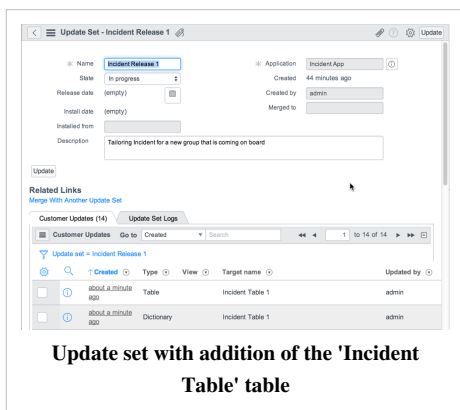 Update Set - Incident Release 1
Update
Name Incident Release 1
Application Incident App
State In progress
Created 44 minutes ago
Release date (empty)
Created by admin
Install date (empty)
Merged to
Installed from
Description Tailoring Incident for a new group that is coming on board
Update
Related Links
Merge With Another Update Set
Customer Updates (14) Update Set Logs
Customer Updates Go to Created Search 1 to 14 of 14
Update set = Incident Release 1
Created Type View Target name Updated by
about a minute
ago Table Incident Table 1 admin
about a minute
ago Dictionary Incident Table 1 admin
Update set with addition of the 'Incident
Table' table